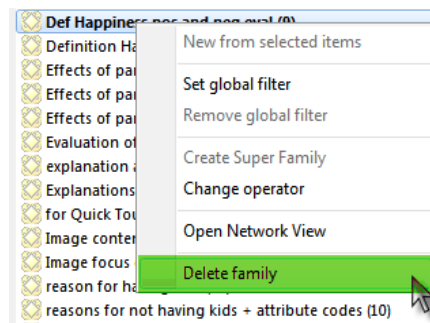 Def Happiness pos and neg eval (9)
Definition Ha
Effects of par
Effects of par
Effects of par
Evaluation of
explanation a
Explanations
for Quick Tou
Image conten
Image focus
reason for ha
reasons for not having kids + attribute codes (10)
New from selected items
Set global filter
Remove global filter
Create Super Family
Change operator
Open Network View
Delete family